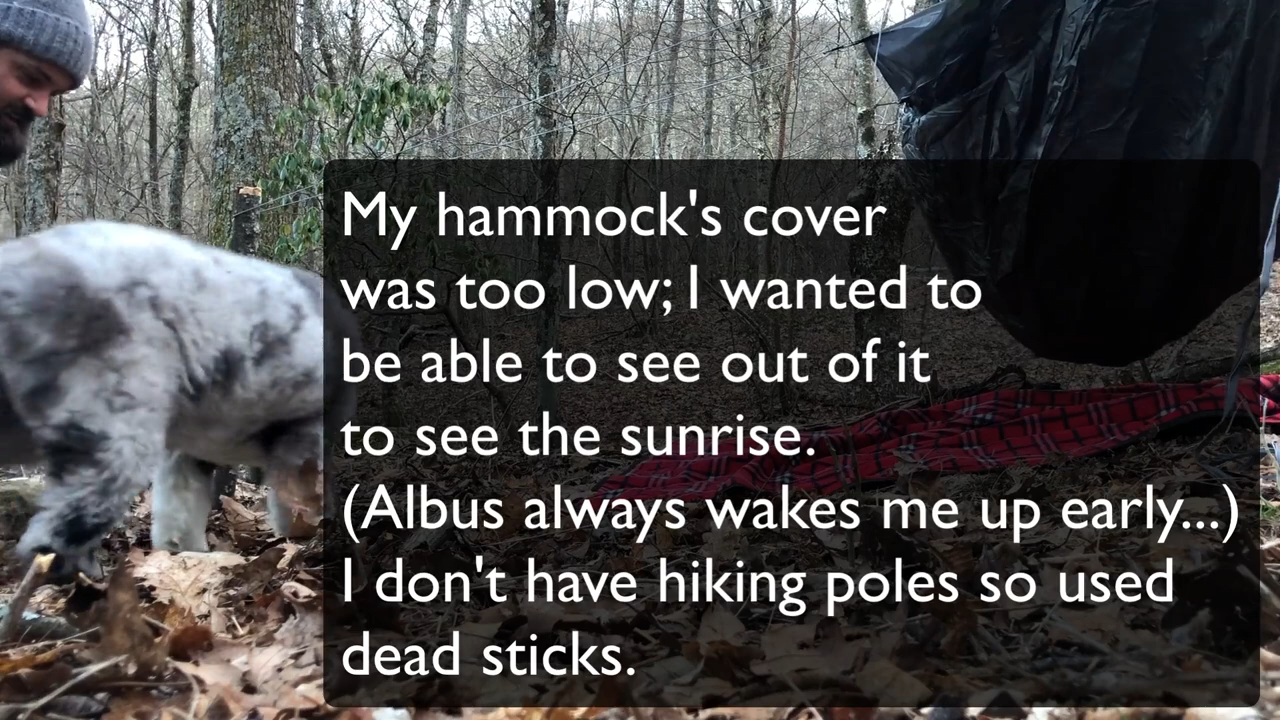 My hammock's cover
was too low; I wanted to
be able to see out of it
to see the sunrise.
(Albus always wakes me up early...)
I don't have hiking poles so used
dead sticks.